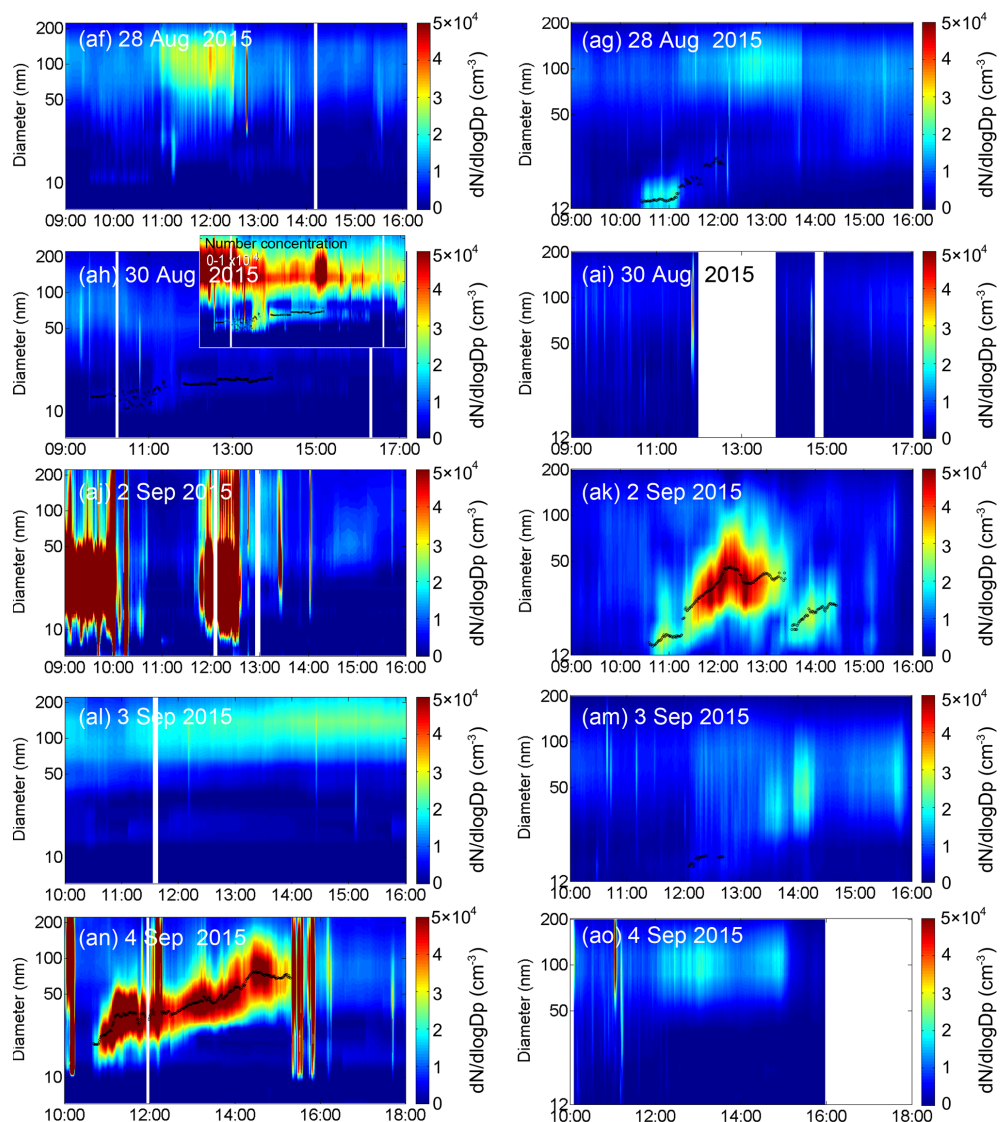 (af) 28 Aug 2015
Diameter (nm)
200
100
50
10
09:00 10:00 11:00 12:00 13:00 14:00 15:00 16:00
5×10⁴
4
3
2
1
0
dN/dlogDp (cm⁻³)
(ag) 28 Aug 2015
Diameter (nm)
200
100
50
12
09:00 10:00 11:00 12:00 13:00 14:00 15:00 16:00
5×10⁴
4
3
2
1
0
dN/dlogDp (cm⁻³)
(ah) 30 Aug 2015
Number concentration
Diameter (nm)
200
100
50
10
09:00 11:00 13:00 15:00 17:00
5×10⁴
4
3
2
1
0
dN/dlogDp (cm⁻³)
(ai) 30 Aug 2015
Diameter (nm)
200
100
50
12
09:00 11:00 13:00 15:00 17:00
5×10⁴
4
3
2
1
0
dN/dlogDp (cm⁻³)
(aj) 2 Sep 2015
Diameter (nm)
200
100
50
10
09:00 10:00 11:00 12:00 13:00 14:00 15:00 16:00
5×10⁴
4
3
2
1
0
dN/dlogDp (cm⁻³)
(ak) 2 Sep 2015
Diameter (nm)
200
100
50
12
09:00 10:00 11:00 12:00 13:00 14:00 15:00 16:00
5×10⁴
4
3
2
1
0
dN/dlogDp (cm⁻³)
(al) 3 Sep 2015
Diameter (nm)
200
100
50
10
10:00 11:00 12:00 13:00 14:00 15:00 16:00
5×10⁴
4
3
2
1
0
dN/dlogDp (cm⁻³)
(am) 3 Sep 2015
Diameter (nm)
200
100
50
12
10:00 11:00 12:00 13:00 14:00 15:00 16:00
5×10⁴
4
3
2
1
0
dN/dlogDp (cm⁻³)
(an) 4 Sep 2015
Diameter (nm)
200
100
50
10
10:00 12:00 14:00 16:00 18:00
5×10⁴
4
3
2
1
0
dN/dlogDp (cm⁻³)
(ao) 4 Sep 2015
Diameter (nm)
200
100
50
12
10:00 12:00 14:00 16:00 18:00
5×10⁴
4
3
2
1
0
dN/dlogDp (cm⁻³)